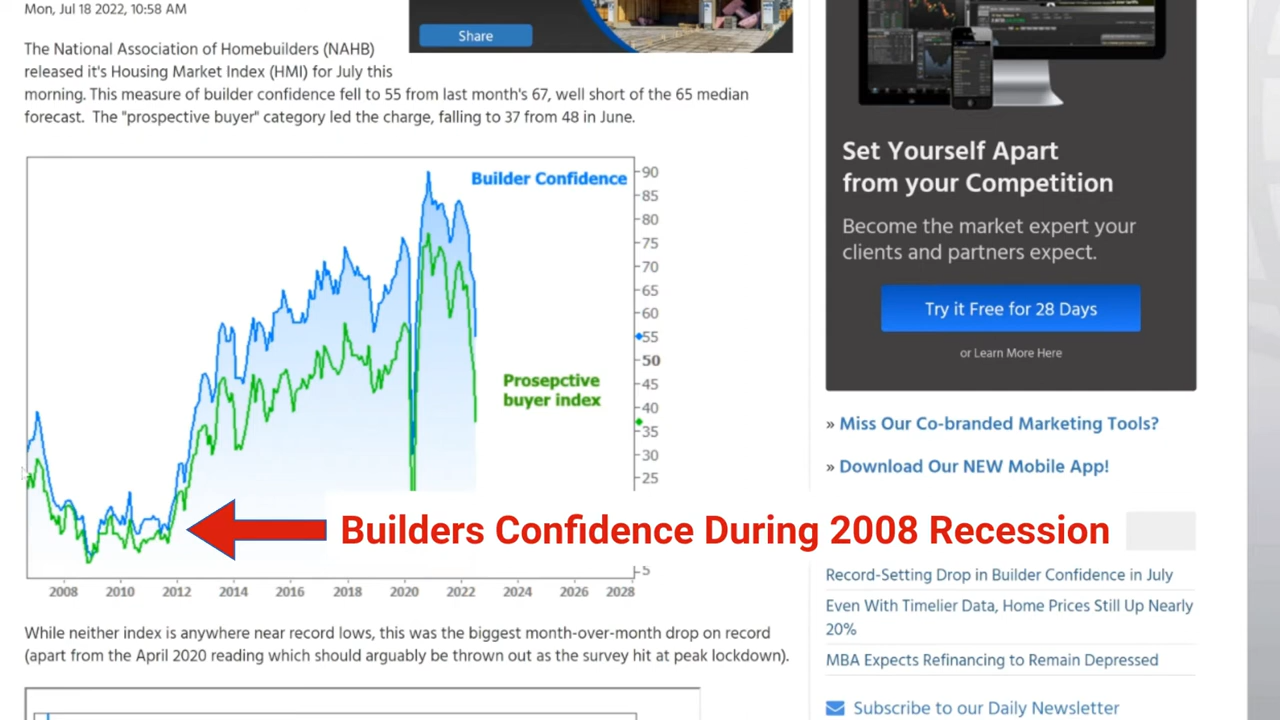 Mon, Jul 18 2022, 10:58 AM
Share
The National Association of Homebuilders (NAHB)
released it's Housing Market Index (HMI) for July this
morning. This measure of builder confidence fell to 55 from last month's 67, well short of the 65 median
forecast. The "prospective buyer" category led the charge, falling to 37 from 48 in June.
Builder Confidence
Prosepctive
buyer index
90
85
80
75
70
65
60
55
50
45
40
35
30
25
5
2008 2010 2012 2014 2016 2018 2020 2022 2024 2026 2028
Builders Confidence During 2008 Recession
While neither index is anywhere near record lows, this was the biggest month-over-month drop on record
(apart from the April 2020 reading which should arguably be thrown out as the survey hit at peak lockdown).
Set Yourself Apart
from your Competition
Become the market expert your
clients and partners expect.
Try it Free for 28 Days
or Learn More Here
» Miss Our Co-branded Marketing Tools?
» Download Our NEW Mobile App!
Record-Setting Drop in Builder Confidence in July
Even With Timelier Data, Home Prices Still Up Nearly
20%
MBA Expects Refinancing to Remain Depressed
Subscribe to our Daily Newsletter